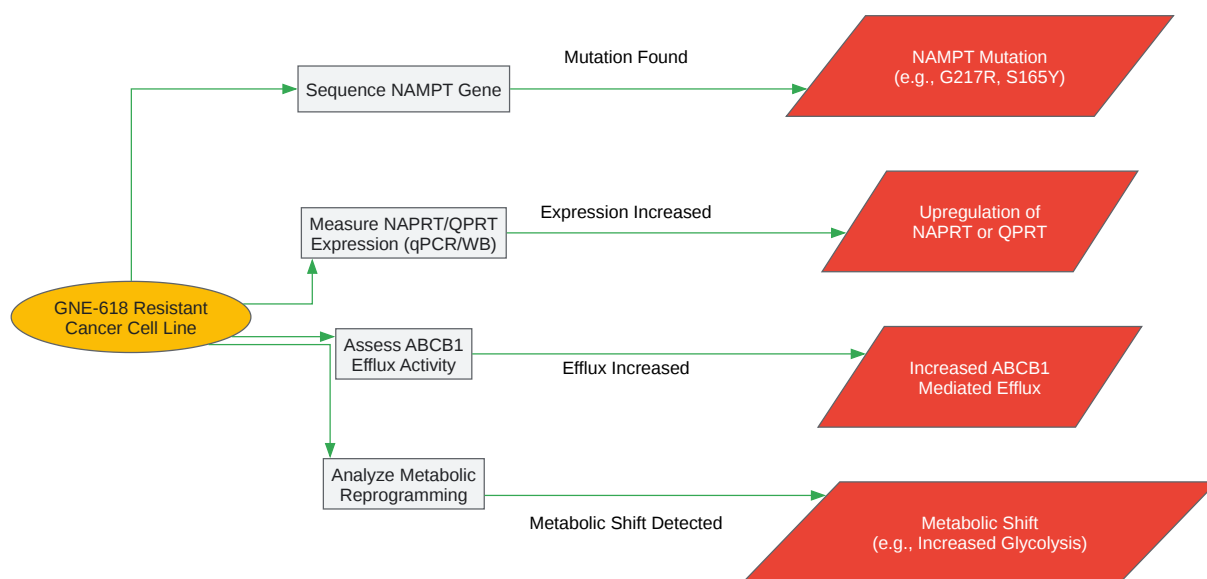 GNE-618 Resistant
Cancer Cell Line
Sequence NAMPT Gene
Mutation Found
NAMPT Mutation
(e.g., G217R, S165Y)
Measure NAPRT/QPRT
Expression (qPCR/WB)
Expression Increased
Upregulation of
NAPRT or QPRT
Assess ABCB1
Efflux Activity
Efflux Increased
Increased ABCB1
Mediated Efflux
Analyze Metabolic
Reprogramming
Metabolic Shift Detected
Metabolic Shift
(e.g., Increased Glycolysis)